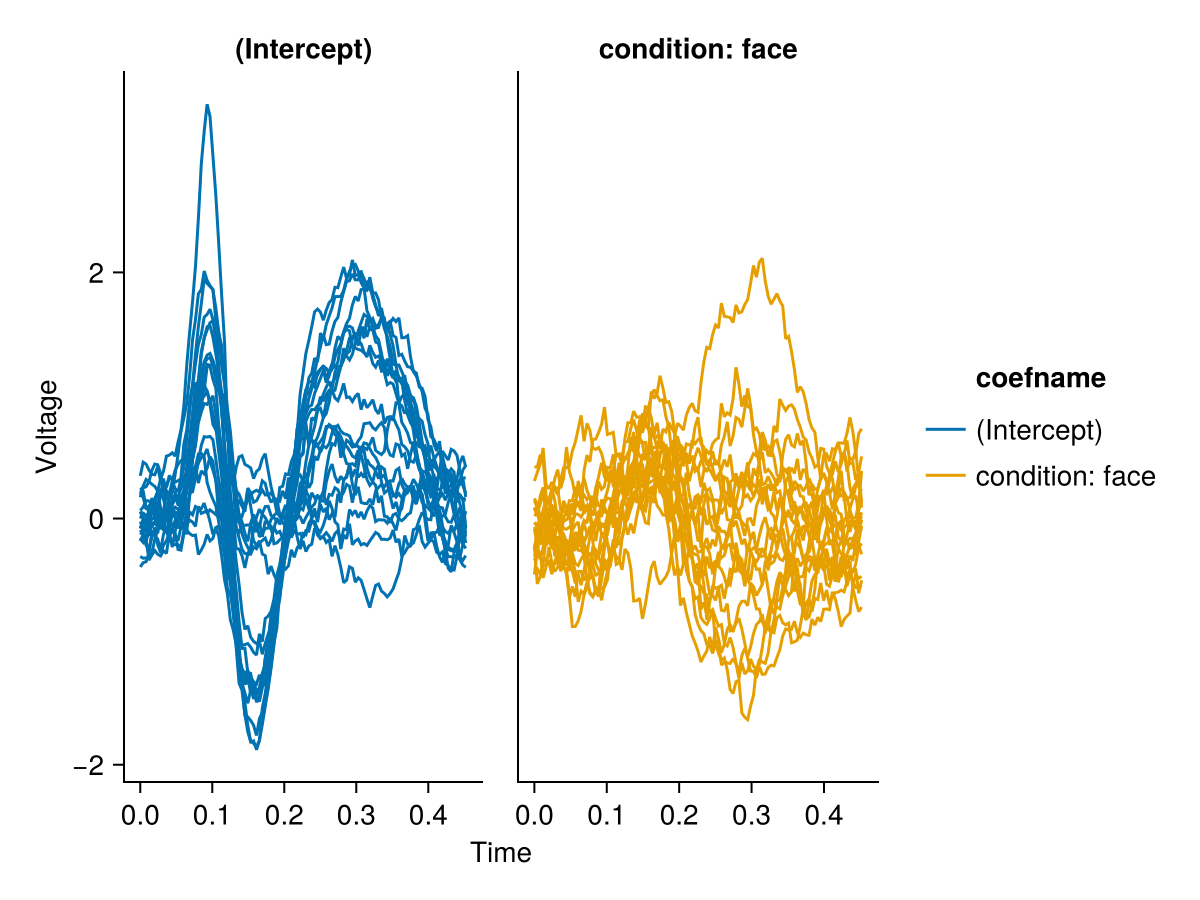 (Intercept)
condition: face
Voltage
2
0
−2
0.0 0.1 0.2 0.3 0.4
0.0 0.1 0.2 0.3 0.4
Time
coefname
(Intercept)
condition: face